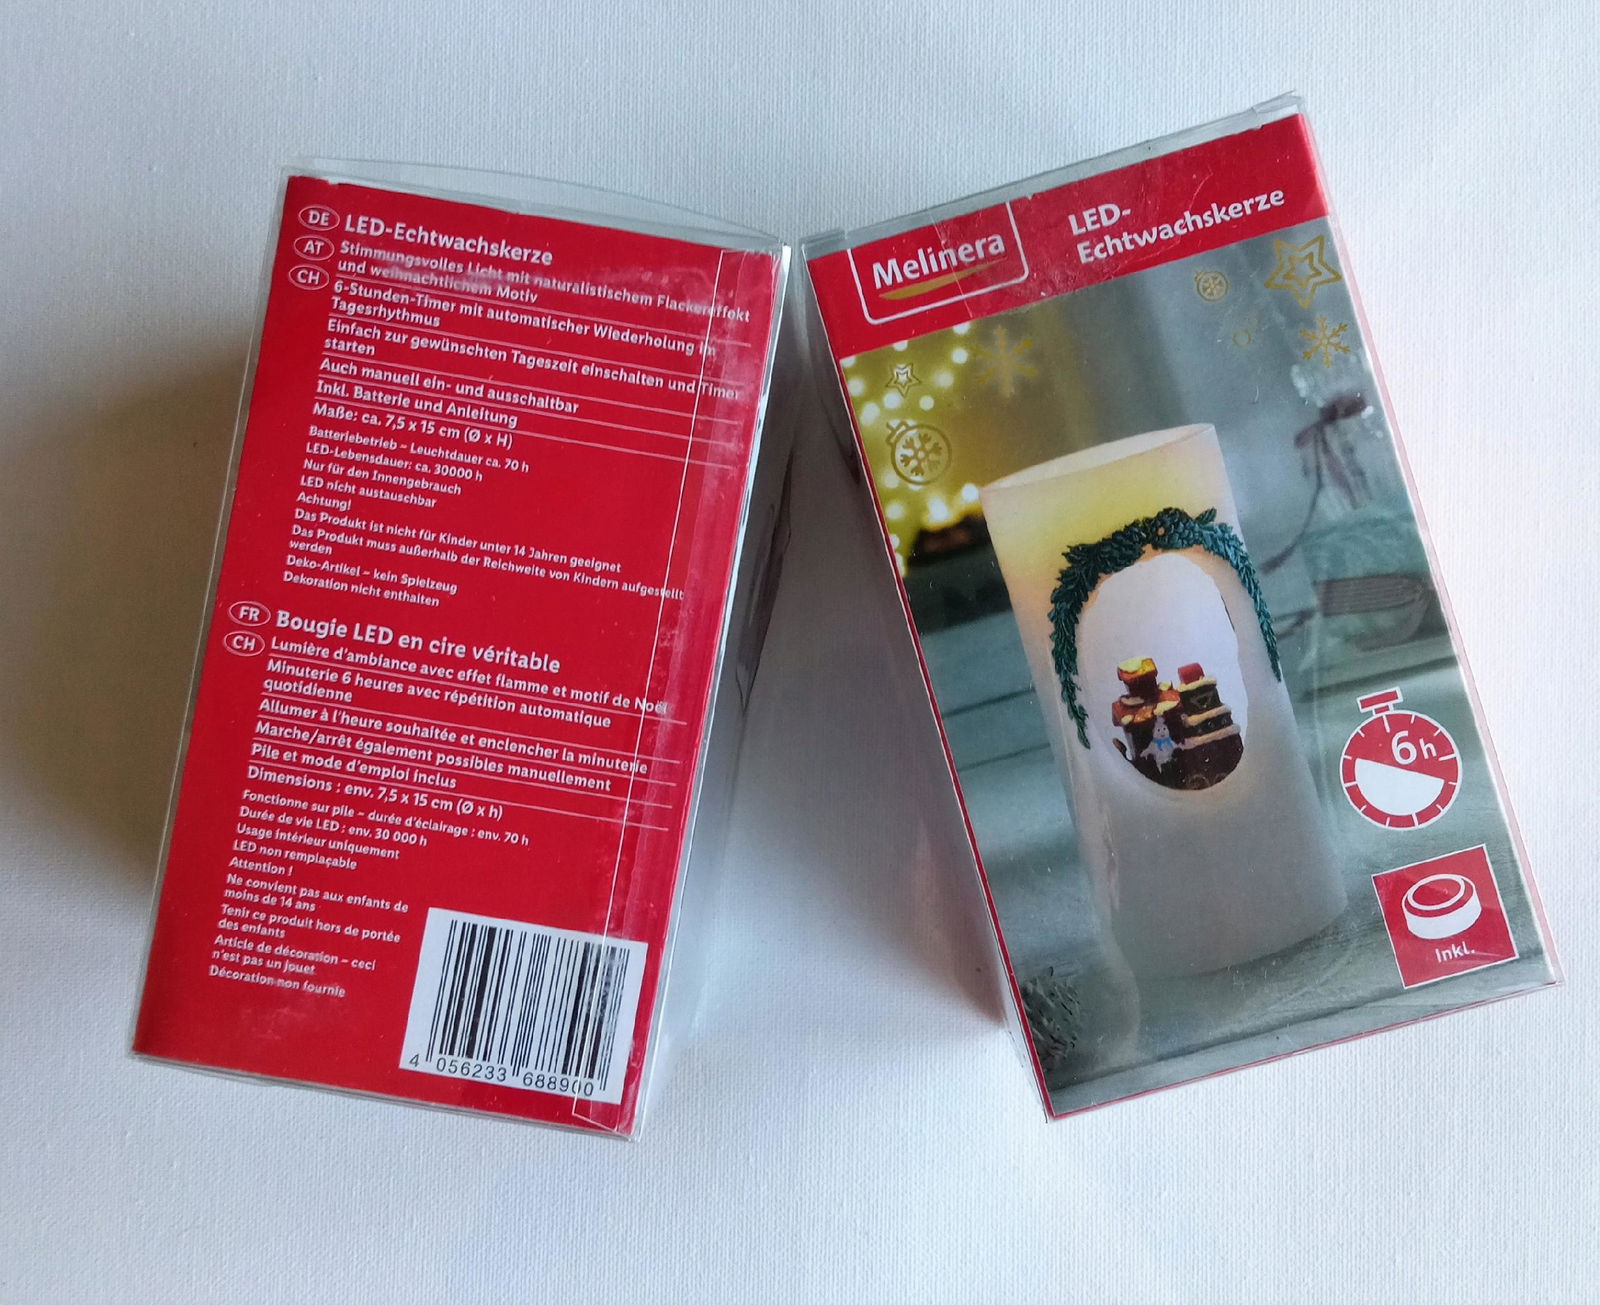 DE LED-Echtwachskerze
AT Stimmungsvolles Licht mit naturalistischem Flackereffekt
CH und weihnachtlichem Motiv
6-Stunden-Timer mit automatischer Wiederholung im
Tagesrhythmus
Einfach zur gewünschten Tageszeit einschalten und Timer
starten
Auch manuell ein- und ausschaltbar
Inkl. Batterie und Anleitung
Maße: ca. 7,5 x 15 cm (Ø x H)
Batteriebetrieb – Leuchtdauer ca. 70 h
LED-Lebensdauer: ca. 30000 h
Nur für den Innengebrauch
LED nicht austauschbar
Achtung!
Das Produkt ist nicht für Kinder unter 14 Jahren geeignet
Das Produkt muss außerhalb der Reichweite von Kindern aufgestellt
werden
Deko-Artikel – kein Spielzeug
Dekoration nicht enthalten
FR Bougie LED en cire véritable
CH Lumière d'ambiance avec effet flamme et motif de Noël
Minuterie 6 heures avec répétition automatique
quotidienne
Allumer à l'heure souhaitée et enclencher la minuterie
Marche/arrêt également possibles manuellement
Pile et mode d'emploi inclus
Dimensions : env. 7,5 x 15 cm (Ø x h)
Fonctionne sur pile – durée d'éclairage : env. 70 h
Durée de vie LED : env. 30 000 h
Usage intérieur uniquement
LED non remplaçable
Attention !
Ne convient pas aux enfants de
moins de 14 ans
Tenir ce produit hors de portée
des enfants
Article de décoration – ceci
n'est pas un jouet
Décoration non fournie
4 056233 688900
Melinera
LED-
Echtwachskerze
6h
Inkl.